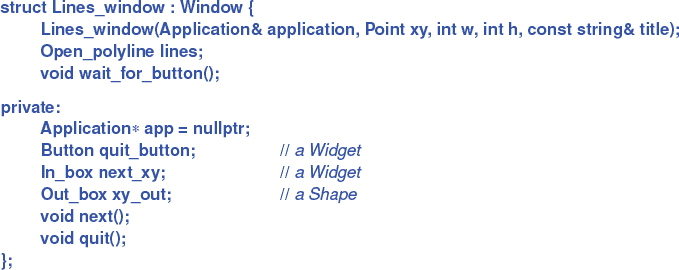 struct Lines_window : Window {
Lines_window(Application& application, Point xy, int w, int h, const string& title);
Open_polyline lines;
void wait_for_button();
private:
Application* app = nullptr;
Button quit_button; // a Widget
In_box next_xy; // a Widget
Out_box xy_out; // a Shape
void next();
void quit();
};